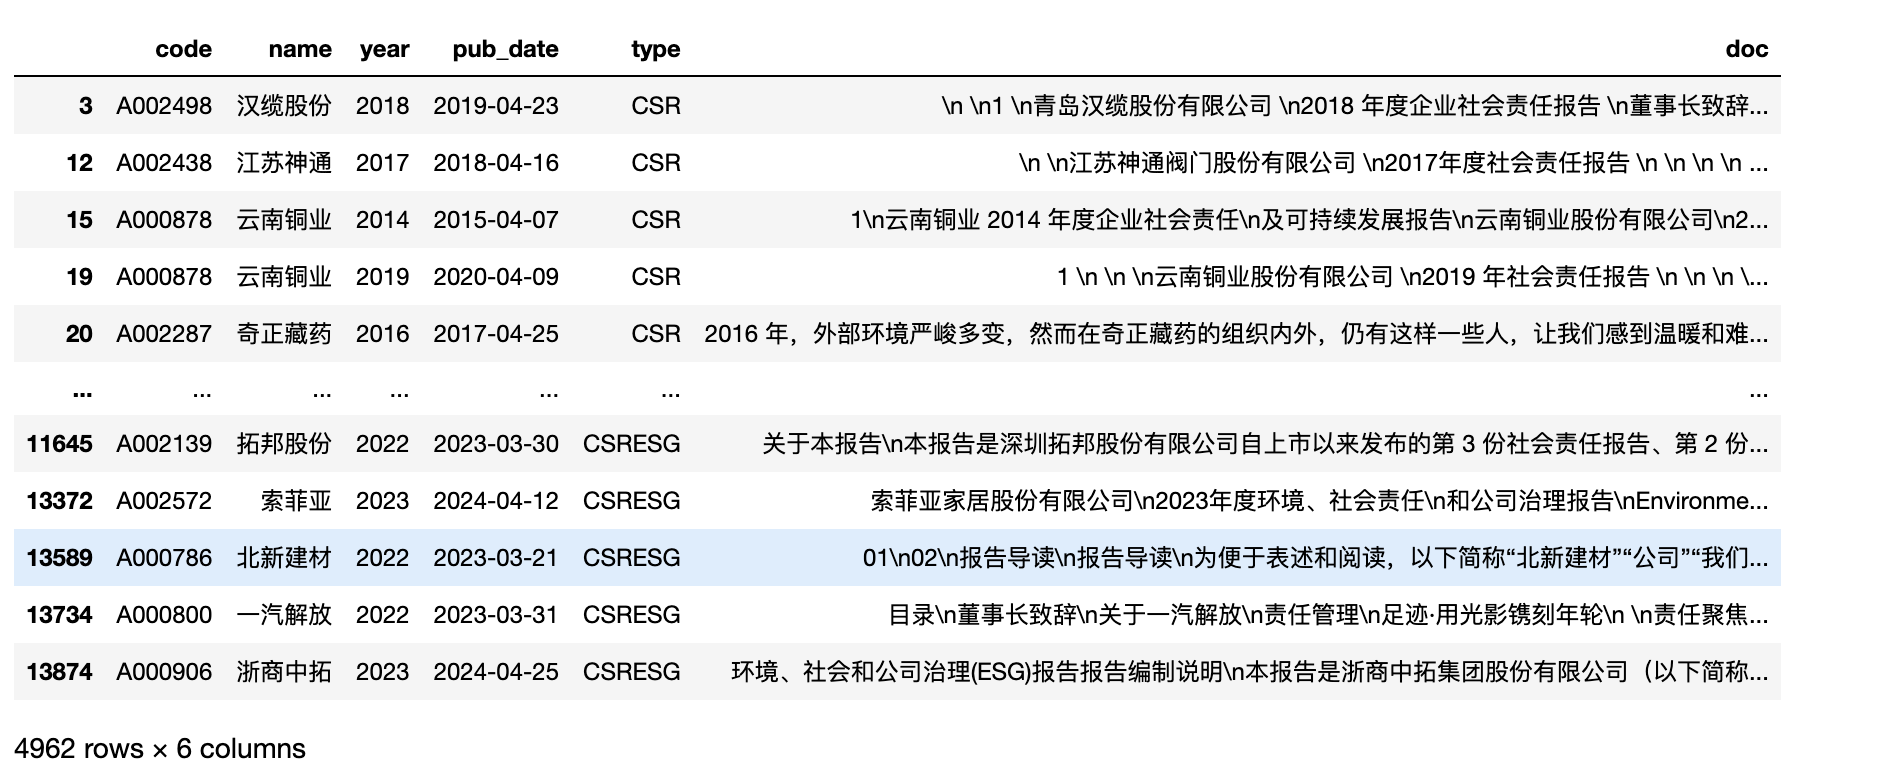 code name year pub_date type doc
3 A002498 汉缆股份 2018 2019-04-23 CSR \n \n1 \n青岛汉缆股份有限公司 \n2018 年度企业社会责任报告 \n董事长致辞...
12 A002438 江苏神通 2017 2018-04-16 CSR \n \n江苏神通阀门股份有限公司 \n2017年度社会责任报告 \n \n \n \n ...
15 A000878 云南铜业 2014 2015-04-07 CSR 1\n云南铜业 2014 年度企业社会责任\n及可持续发展报告\n云南铜业股份有限公司\n2...
19 A000878 云南铜业 2019 2020-04-09 CSR 1 \n \n \n云南铜业股份有限公司 \n2019 年社会责任报告 \n \n \n \...
20 A002287 奇正藏药 2016 2017-04-25 CSR 2016 年，外部环境严峻多变，然而在奇正藏药的组织内外，仍有这样一些人，让我们感到温暖和难...
... ... ... ... ... ... ...
11645 A002139 拓邦股份 2022 2023-03-30 CSRESG 关于本报告\n本报告是深圳拓邦股份有限公司自上市以来发布的第 3 份社会责任报告、第 2 份...
13372 A002572 索菲亚 2023 2024-04-12 CSRESG 索菲亚家居股份有限公司\n2023年度环境、社会责任\n和公司治理报告\nEnvironme...
13589 A000786 北新建材 2022 2023-03-21 CSRESG 01\n02\n报告导读\n报告导读\n为便于表述和阅读，以下简称“北新建材”“公司”“我们...
13734 A000800 一汽解放 2022 2023-03-31 CSRESG 目录\n董事长致辞\n关于一汽解放\n责任管理\n足迹·用光影镌刻年轮\n \n责任聚焦...
13874 A000906 浙商中拓 2023 2024-04-25 CSRESG 环境、社会和公司治理(ESG)报告报告编制说明\n本报告是浙商中拓集团股份有限公司（以下简称...
4962 rows × 6 columns